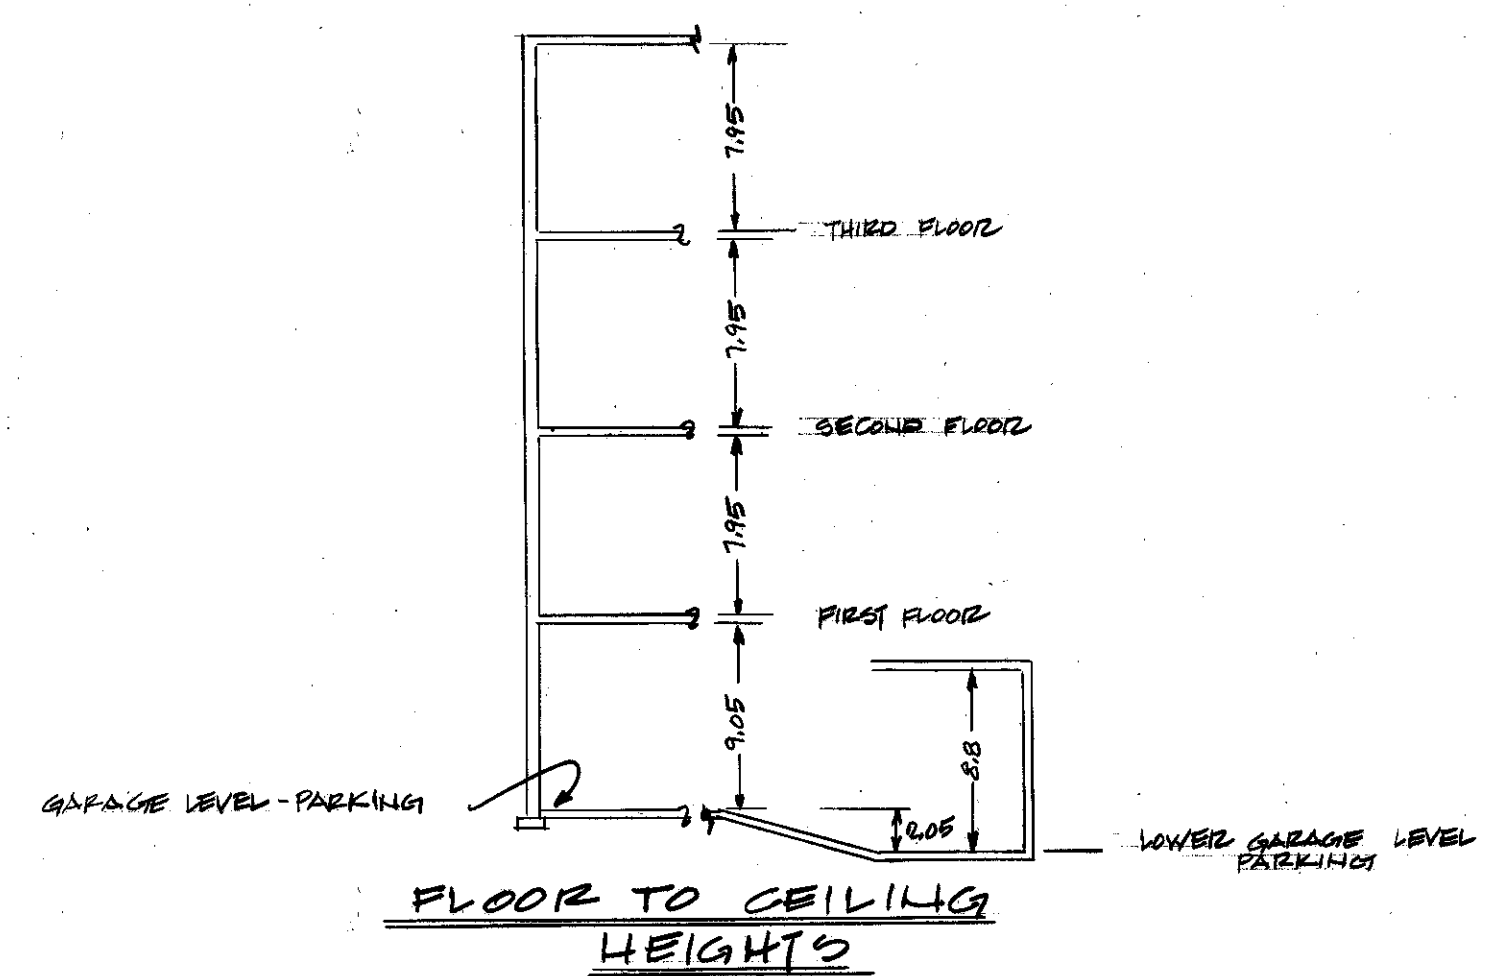 7.95
THIRD FLOOR
7.95
SECOND FLOOR
7.95
FIRST FLOOR
9.05
8.8
GARAGE LEVEL - PARKING
2.05
LOWER GARAGE LEVEL
PARKING
FLOOR TO CEILING
HEIGHTS